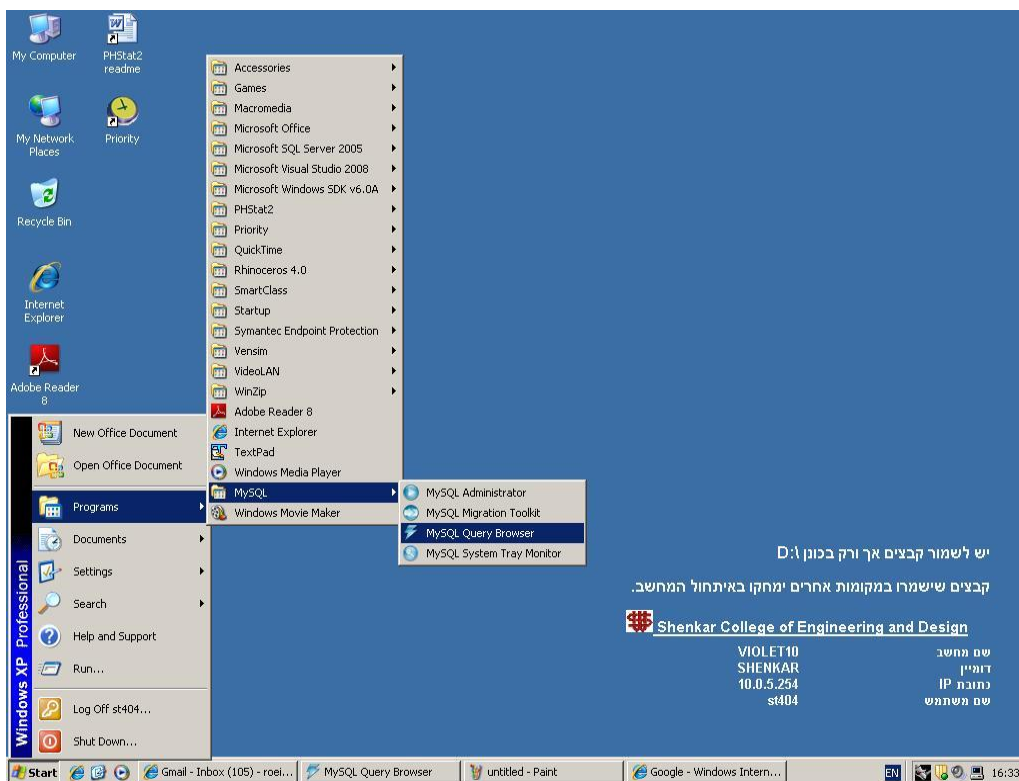 My Computer
PHStat2
readme
My Network
Places
Priority
Recycle Bin
Internet
Explorer
Adobe Reader
8
Accessories
Games
Macromedia
Microsoft Office
Microsoft SQL Server 2005
Microsoft Visual Studio 2008
Microsoft Windows SDK v6.0A
PHStat2
Priority
QuickTime
Rhinoceros 4.0
SmartClass
Startup
Symantec Endpoint Protection
Vensim
VideoLAN
WinZip
Adobe Reader 8
Internet Explorer
TextPad
Windows Media Player
MySQL
Windows Movie Maker
MySQL Administrator
MySQL Migration Toolkit
MySQL Query Browser
MySQL System Tray Monitor
New Office Document
Open Office Document
Programs
Documents
Settings
Search
Help and Support
Run...
Log Off st404...
Shut Down...
Windows XP Professional
יש לשמור קבצים אך ורק בכונן D:\
קבצים שישמרו במקומות אחרים ימחקו באיתחול המחשב.
Shenkar College of Engineering and Design
שם מחשב VIOLET10
דומיין SHENKAR
כתובת IP 10.0.5.254
שם משתמש st404
Start
Gmail - Inbox (105) - roei...
MySQL Query Browser
untitled - Paint
Google - Windows Intern...
EN
16:33